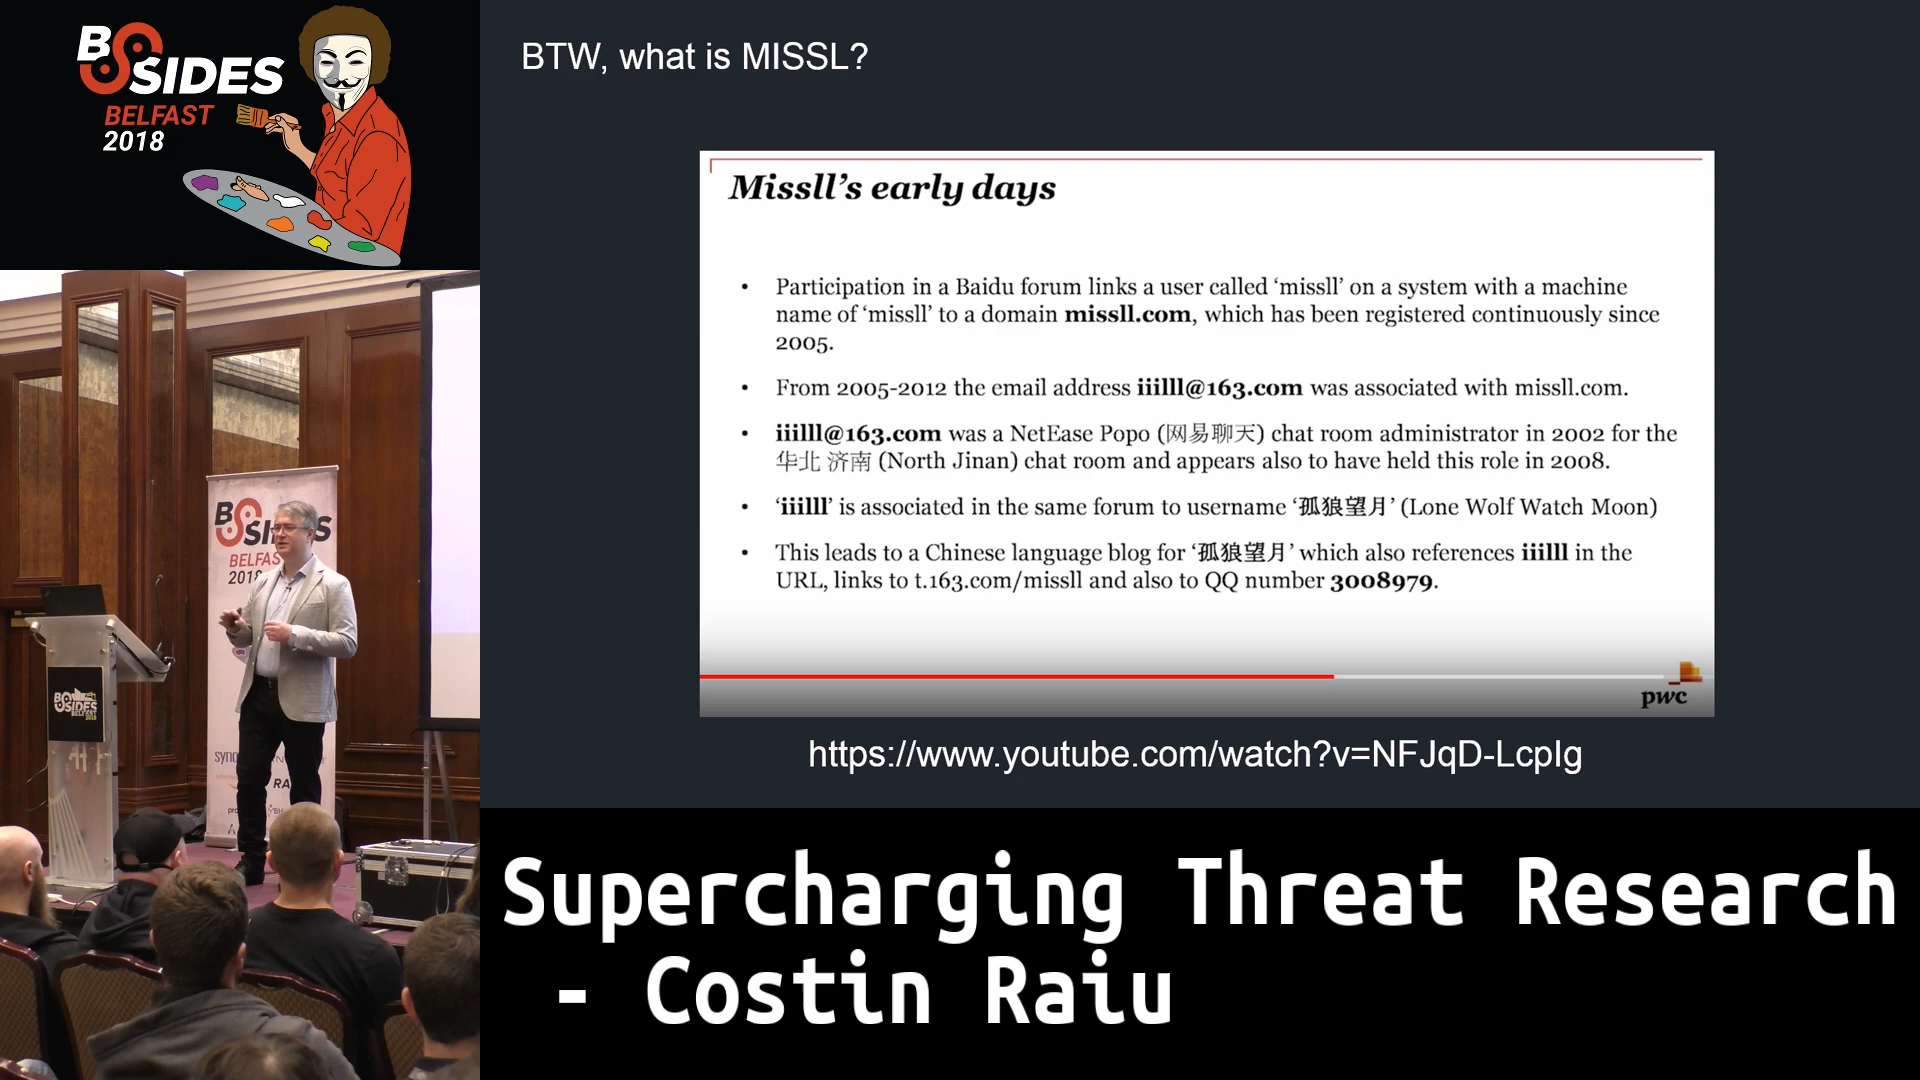 BSIDES
BELFAST
2018
BTW, what is MISSL?
Missll’s early days
• Participation in a Baidu forum links a user called ‘missll’ on a system with a machine
name of ‘missll’ to a domain missll.com, which has been registered continuously since
2005.
• From 2005-2012 the email address iiilll@163.com was associated with missll.com.
• iiilll@163.com was a NetEase Popo (网易聊天) chat room administrator in 2002 for the
华北 济南 (North Jinan) chat room and appears also to have held this role in 2008.
• ‘iiilll’ is associated in the same forum to username ‘孤狼望月’ (Lone Wolf Watch Moon)
• This leads to a Chinese language blog for ‘孤狼望月’ which also references iiilll in the
URL, links to t.163.com/missll and also to QQ number 3008979.
pwc
https://www.youtube.com/watch?v=NFJqD-LcpIg
BSIDES
BELFAST
2018
BSIDES
BELFAST
Supercharging Threat Research
- Costin Raiu